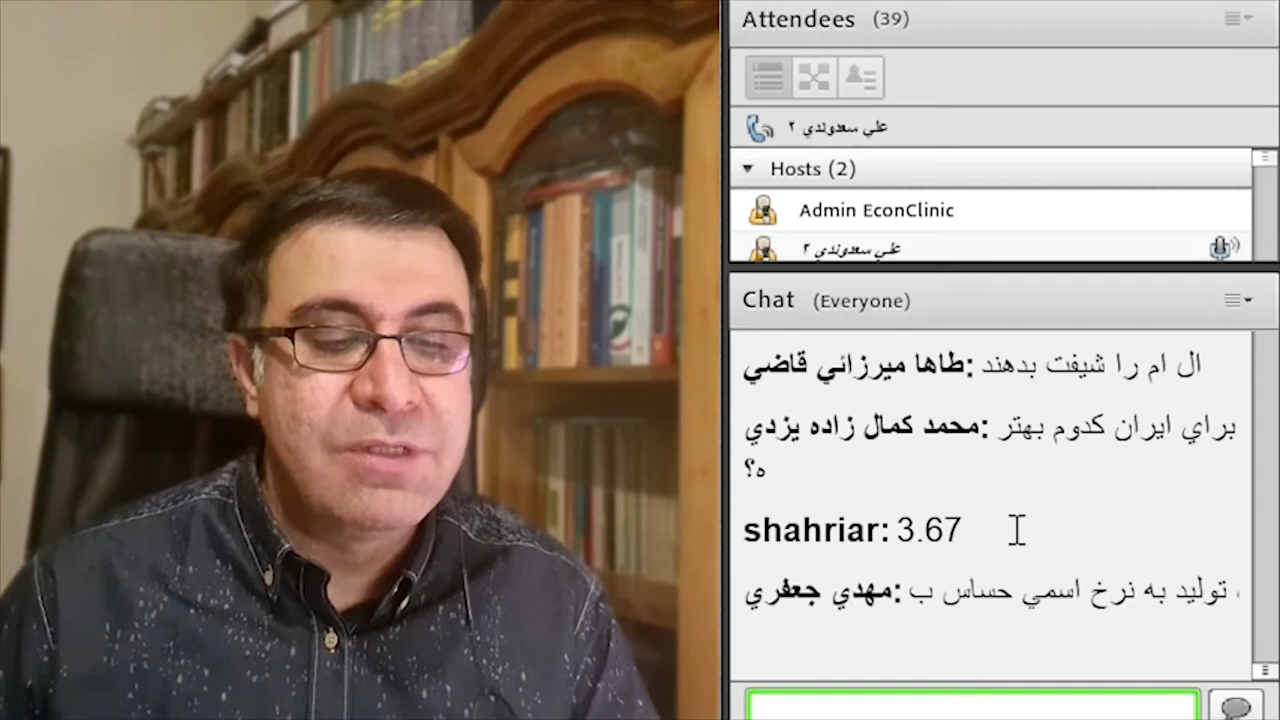 Attendees (39)
علي سعدوندي ٢
Hosts (2)
Admin EconClinic
علي سعدوندي ٢
Chat (Everyone)
طاها ميرزائي قاضي: ال ام را شيفت بدهند
محمد كمال زاده يزدي: براي ايران كدوم بهتر
ه؟
shahriar: 3.67
مهدي جعفري: توليد به نرخ اسمي حساس ب